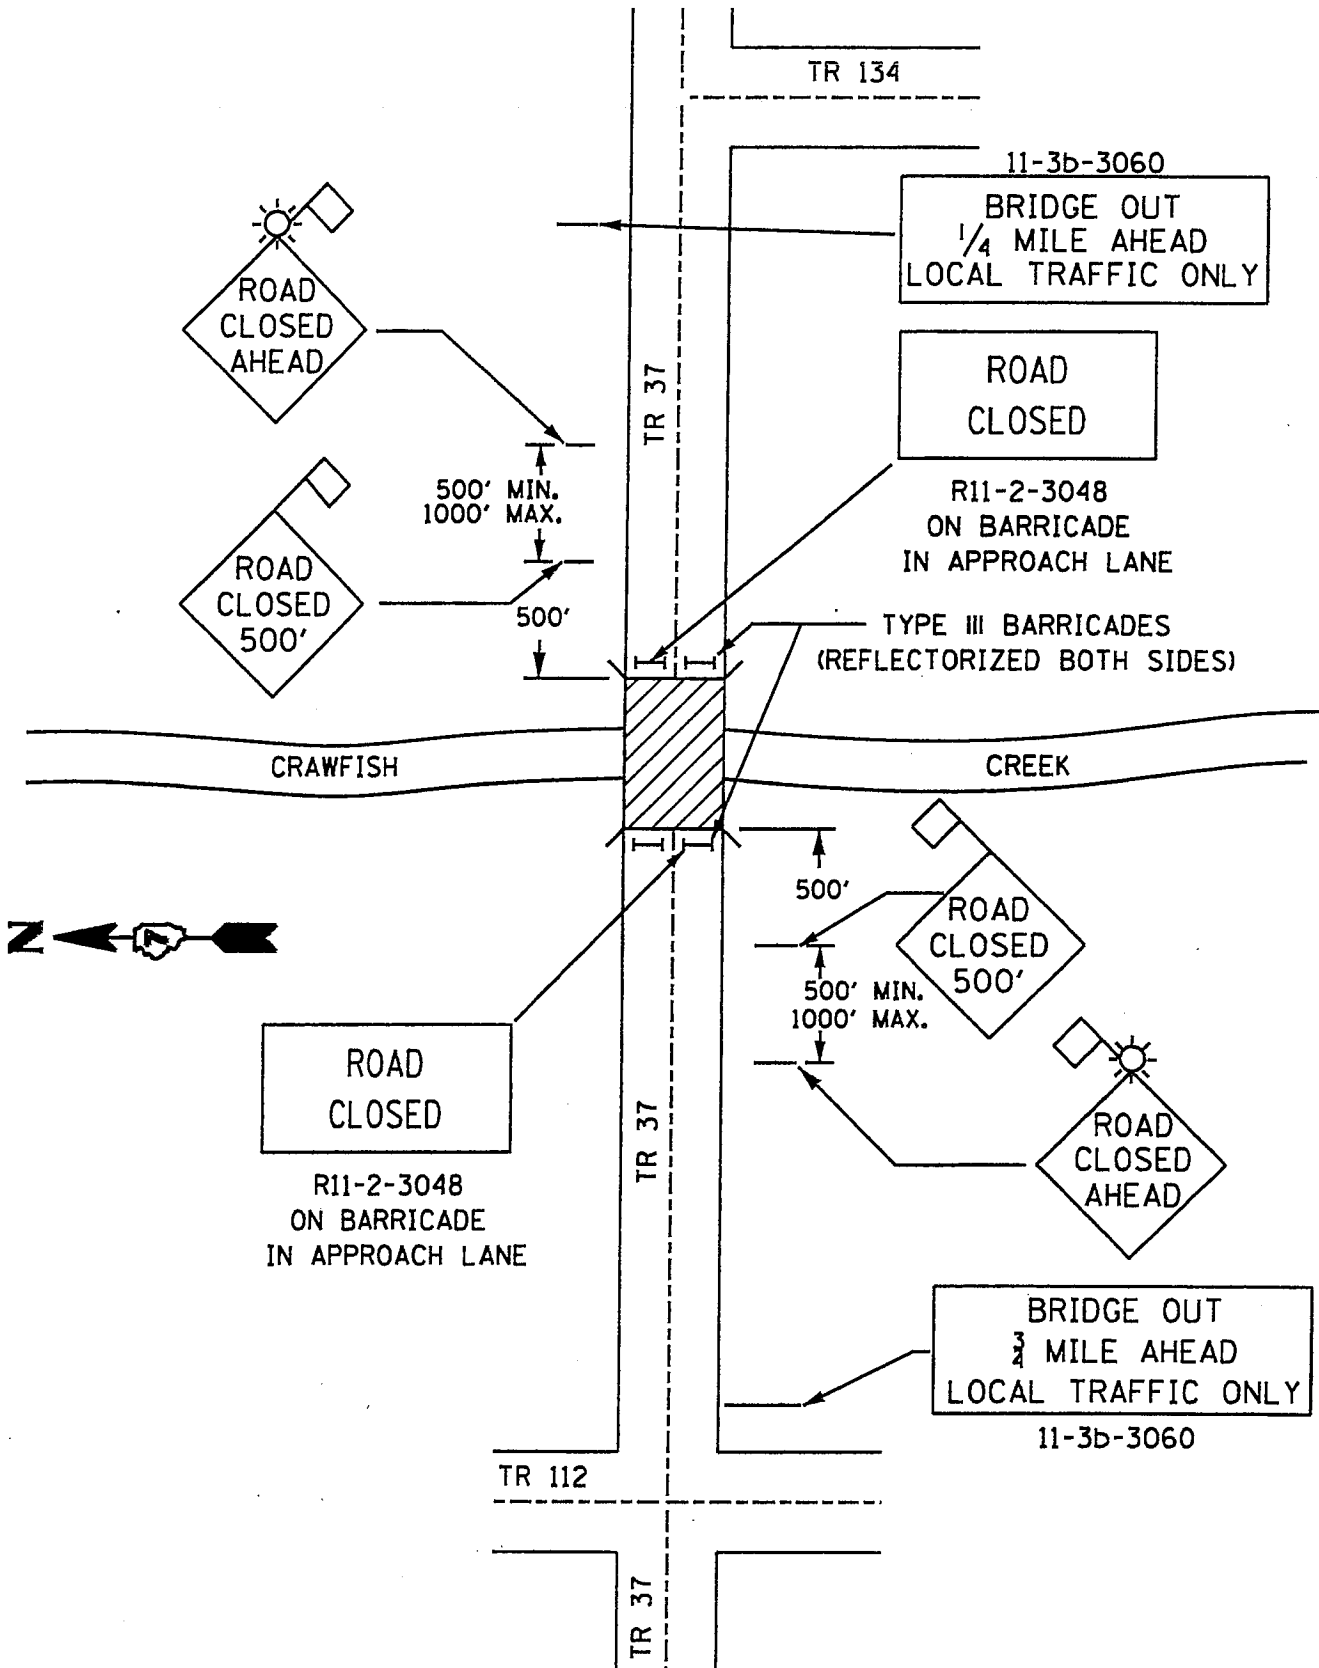 TR 134
11-3b-3060
BRIDGE OUT
1/4 MILE AHEAD
LOCAL TRAFFIC ONLY
ROAD
CLOSED
AHEAD
TR 37
ROAD
CLOSED
R11-2-3048
ON BARRICADE
IN APPROACH LANE
500' MIN.
1000' MAX.
ROAD
CLOSED
500'
500'
TYPE III BARRICADES
(REFLECTORIZED BOTH SIDES)
CRAWFISH CREEK
500'
ROAD
CLOSED
500'
N
500' MIN.
1000' MAX.
ROAD
CLOSED
R11-2-3048
ON BARRICADE
IN APPROACH LANE
TR 37
ROAD
CLOSED
AHEAD
BRIDGE OUT
3/4 MILE AHEAD
LOCAL TRAFFIC ONLY
11-3b-3060
TR 112
TR 37